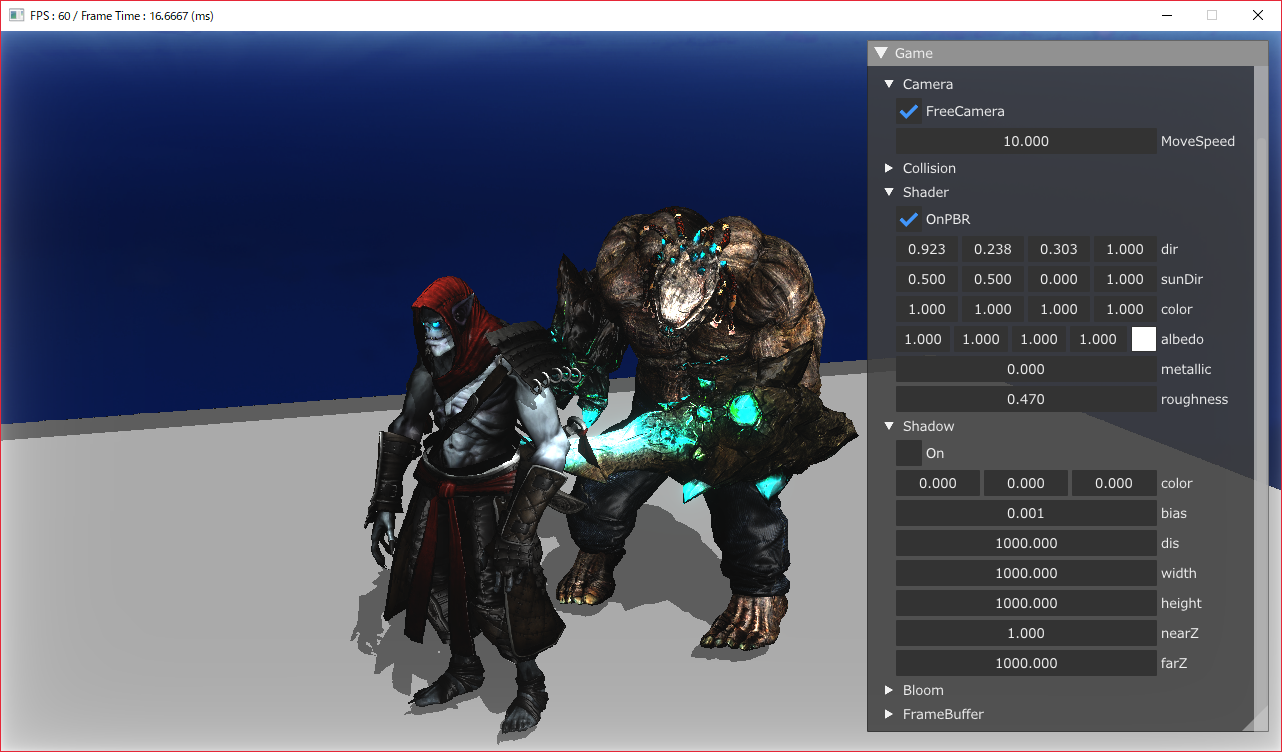 FPS : 60 / Frame Time : 16.6667 (ms)
Game
Camera
FreeCamera
10.000 MoveSpeed
Collision
Shader
OnPBR
0.923 0.238 0.303 1.000 dir
0.500 0.500 0.000 1.000 sunDir
1.000 1.000 1.000 1.000 color
1.000 1.000 1.000 1.000 albedo
0.000 metallic
0.470 roughness
Shadow
On
0.000 0.000 0.000 color
0.001 bias
1000.000 dis
1000.000 width
1000.000 height
1.000 nearZ
1000.000 farZ
Bloom
FrameBuffer